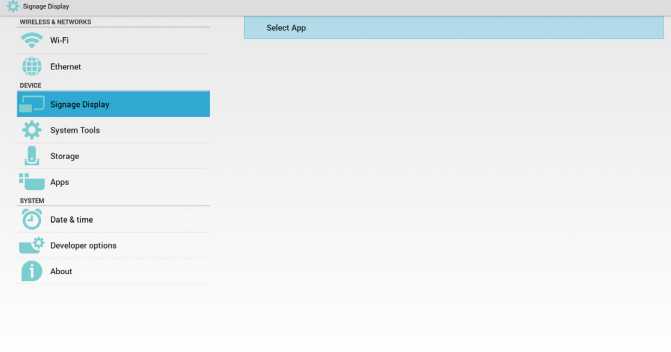 Signage Display
WIRELESS & NETWORKS
Wi-Fi
Ethernet
DEVICE
Signage Display
System Tools
Storage
Apps
SYSTEM
Date & time
Developer options
About
Select App